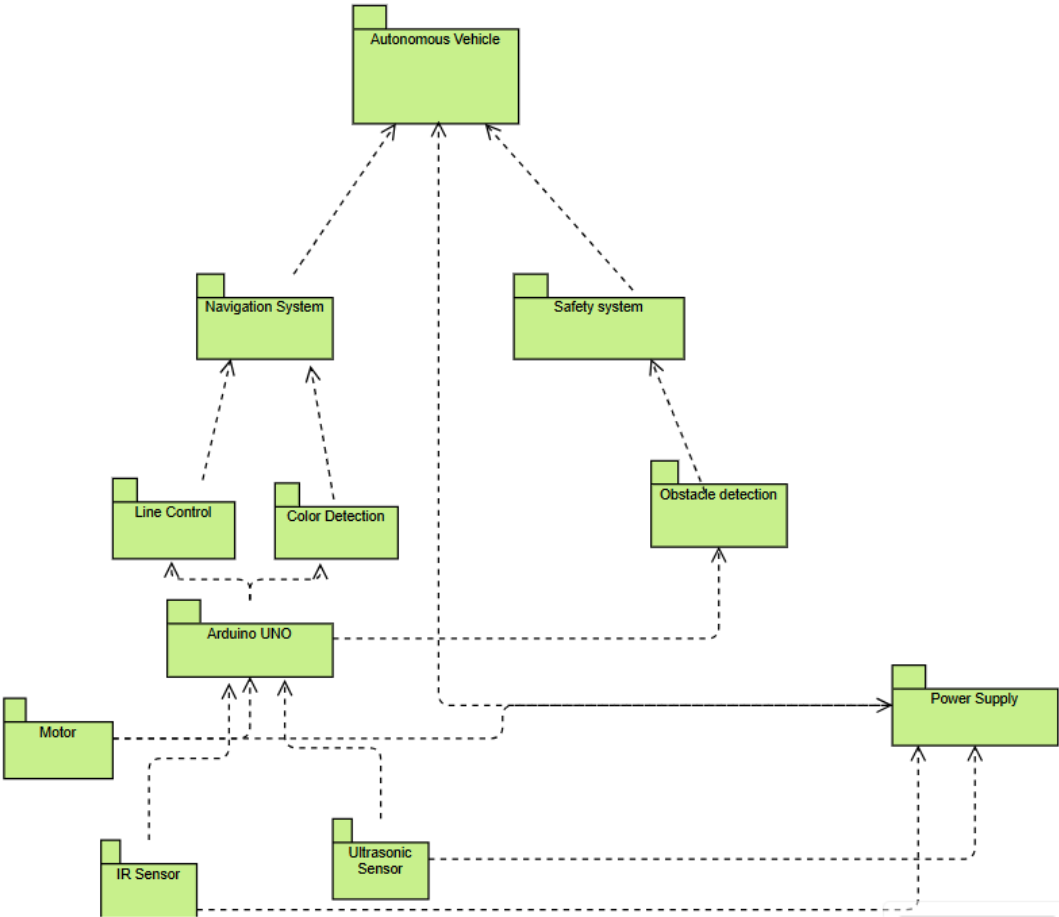 Autonomous Vehicle
Navigation System
Safety system
Obstacle detection
Line Control
Color Detection
Arduino UNO
Power Supply
Motor
Ultrasonic
Sensor
IR Sensor